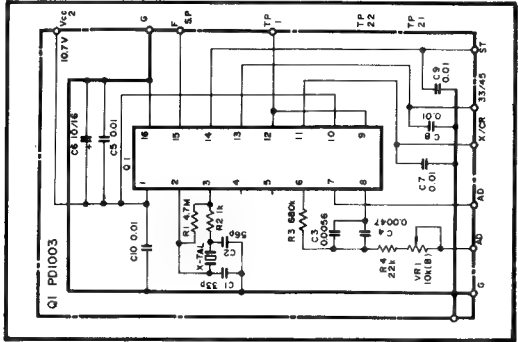 Vcc 2
10.7V
G
F
S.P
TP 1
TP 22
TP 21
ST
33/45
X/CR
AD
AD
G
C6 10/16
C5 0.01
C9 0.01
0.01
C8
C7 0.01
16 15 14 13 12 11 10 9
Q1
1 2 3 4 5 6 7 8
C10 0.01
R1 4.7M
R2 1k
X-TAL
C2
56p
C1 33p
R3 680k
C3 0.0056
C4
0.0047
R4 22k
VR1 10k(B)
Q1 PD1003